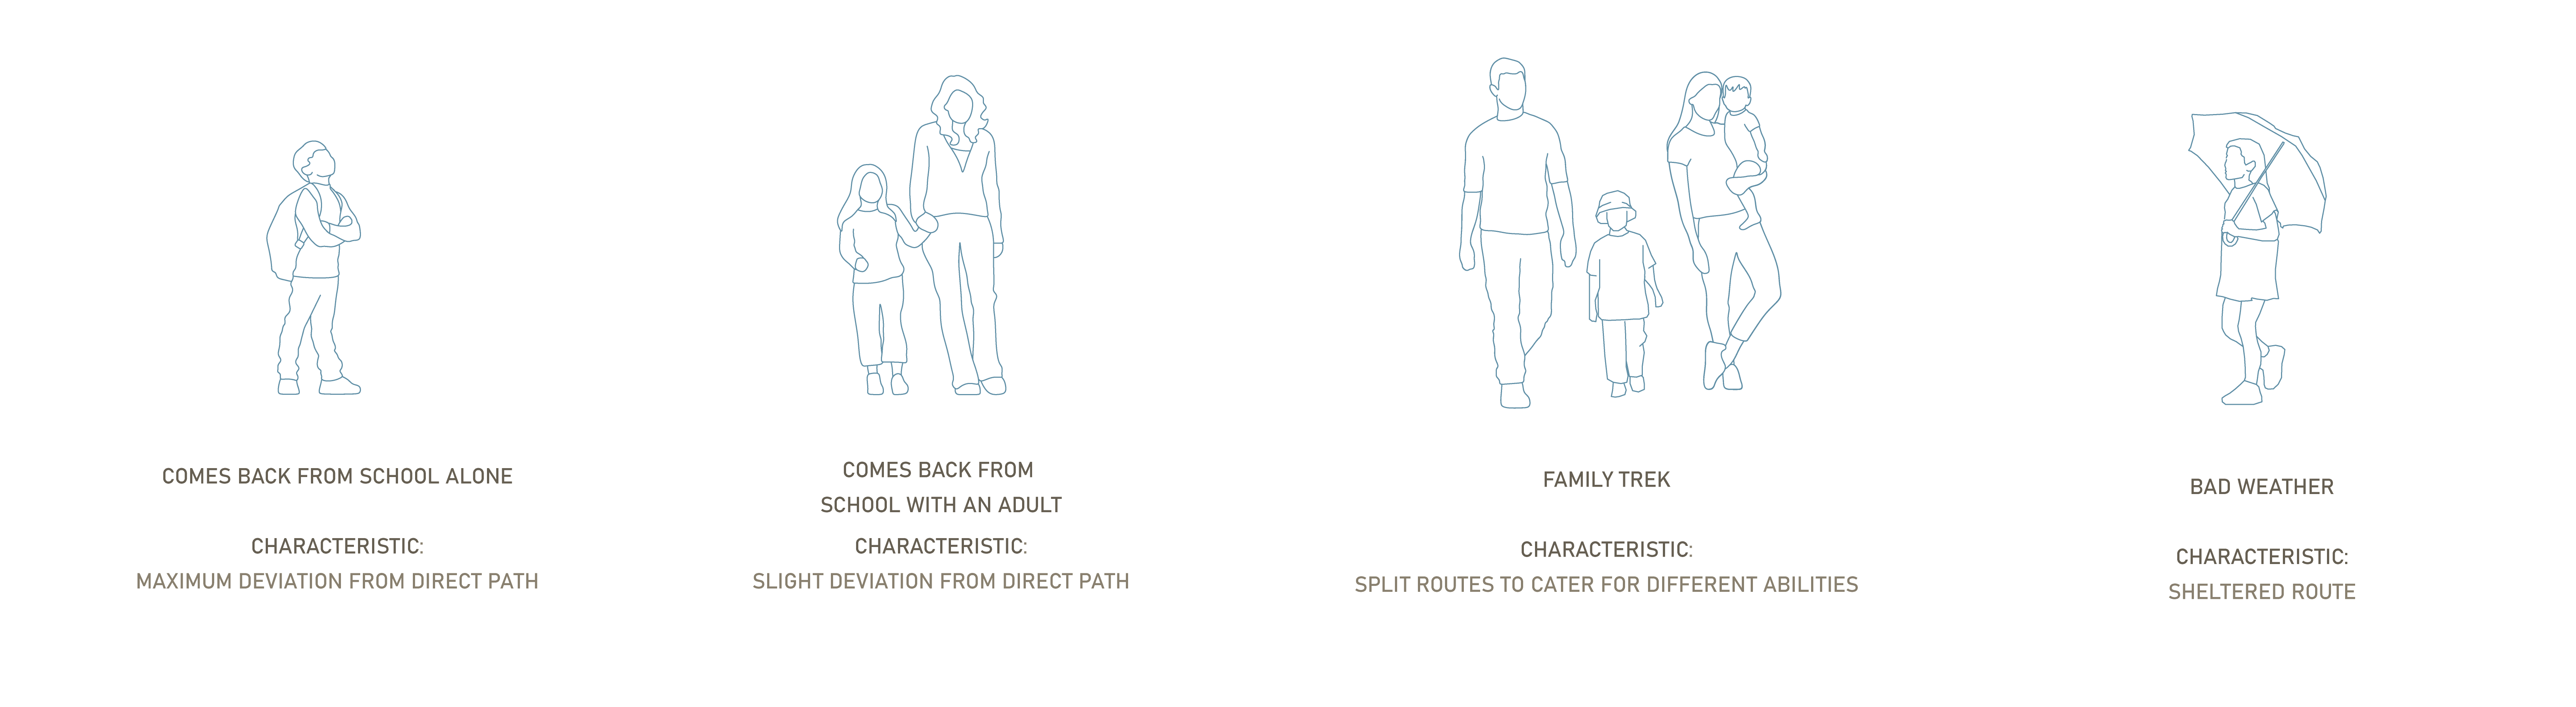 COMES BACK FROM SCHOOL ALONE
CHARACTERISTIC:
MAXIMUM DEVIATION FROM DIRECT PATH
COMES BACK FROM
SCHOOL WITH AN ADULT
CHARACTERISTIC:
SLIGHT DEVIATION FROM DIRECT PATH
FAMILY TREK
CHARACTERISTIC:
SPLIT ROUTES TO CATER FOR DIFFERENT ABILITIES
BAD WEATHER
CHARACTERISTIC:
SHELTERED ROUTE